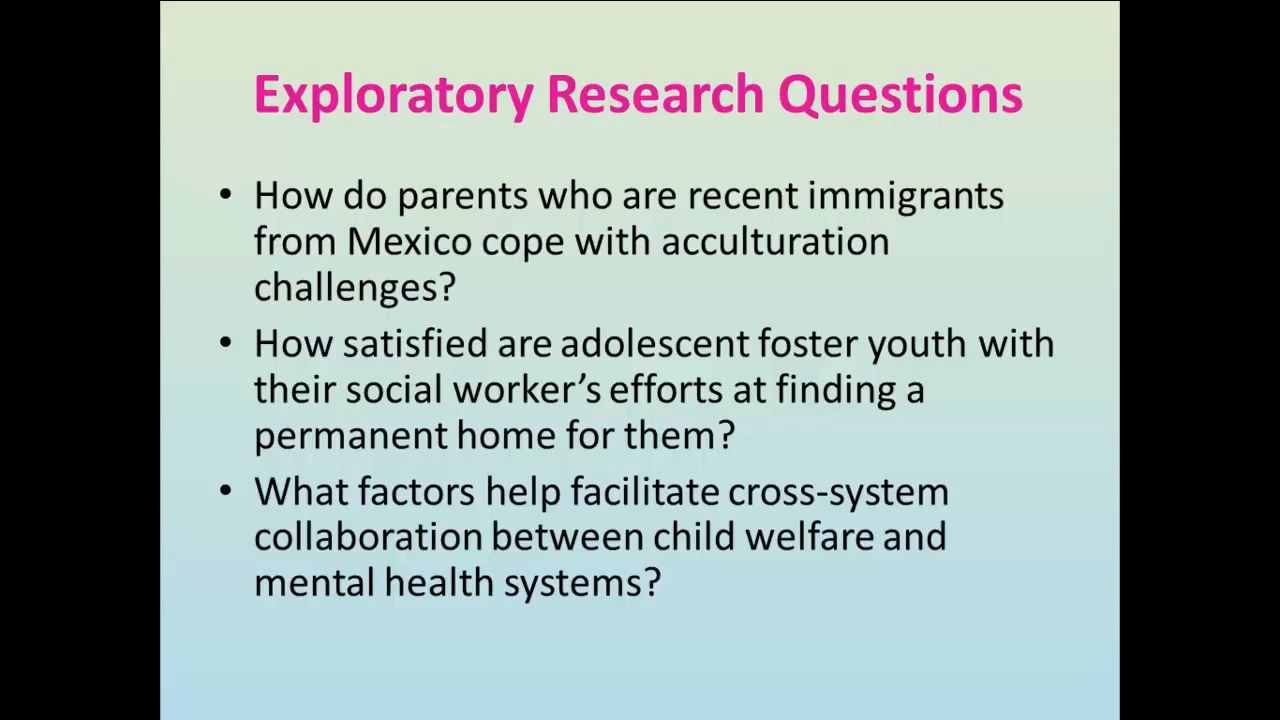 Exploratory Research Questions
• How do parents who are recent immigrants
from Mexico cope with acculturation
challenges?
• How satisfied are adolescent foster youth with
their social worker’s efforts at finding a
permanent home for them?
• What factors help facilitate cross-system
collaboration between child welfare and
mental health systems?